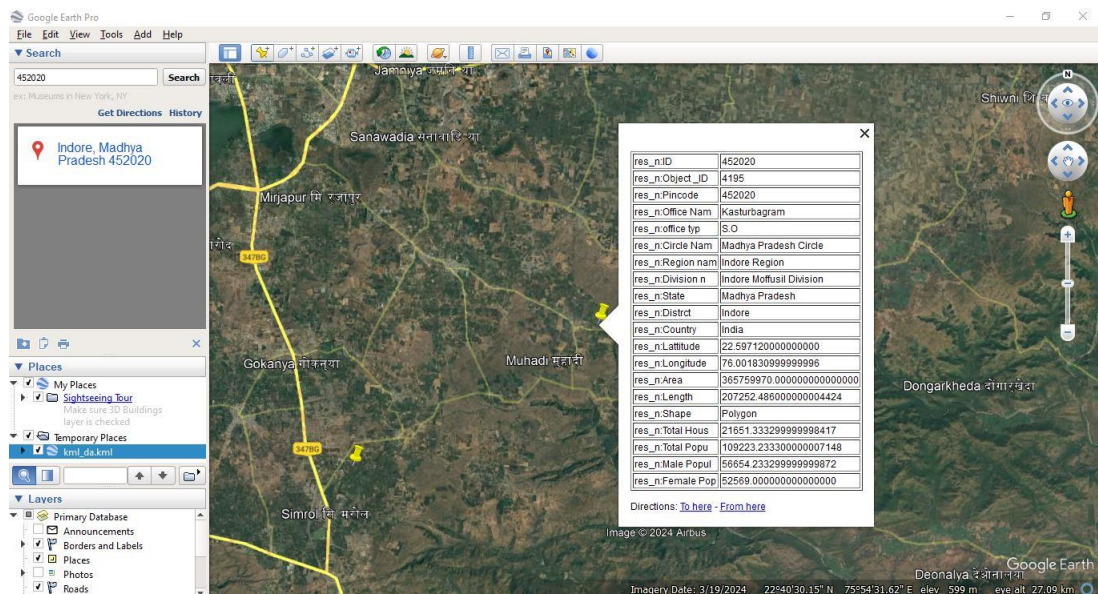 Google Earth Pro
File Edit View Tools Add Help
Search
452020 Search
ex: Museums in New York, NY
Get Directions History
Indore, Madhya
Pradesh 452020
Places
My Places
Sightseeing Tour
Make sure 3D Buildings
layer is checked
Temporary Places
kml_da.kml
Layers
Primary Database
Announcements
Borders and Labels
Places
Photos
Roads
Jamniya
Sanawadia
Mirjapur मि र्जापुर
347BG
Gokanya
Muhadi
347BG
Simrol
Shiwni
N
Dongarkheda
Deonalya
res_n:ID 452020
res_n:Object _ID 4195
res_n:Pincode 452020
res_n:Office Nam Kasturbagram
res_n:office typ S.O
res_n:Circle Nam Madhya Pradesh Circle
res_n:Region nam Indore Region
res_n:Division n Indore Moffusil Division
res_n:State Madhya Pradesh
res_n:Distrct Indore
res_n:Country India
res_n:Lattitude 22.597120000000000
res_n:Longitude 76.001830999999996
res_n:Area 365759970.000000000000000
res_n:Length 207252.486000000004424
res_n:Shape Polygon
res_n:Total Hous 21651.333299999998417
res_n:Total Popu 109223.233300000007148
res_n:Male Popul 56654.233299999999872
res_n:Female Pop 52569.000000000000000
Directions: To here - From here
Image © 2024 Airbus
Google Earth
Imagery Date: 3/19/2024 22°40'30.15" N 75°54'31.62" E elev 599 m eye alt 27.09 km